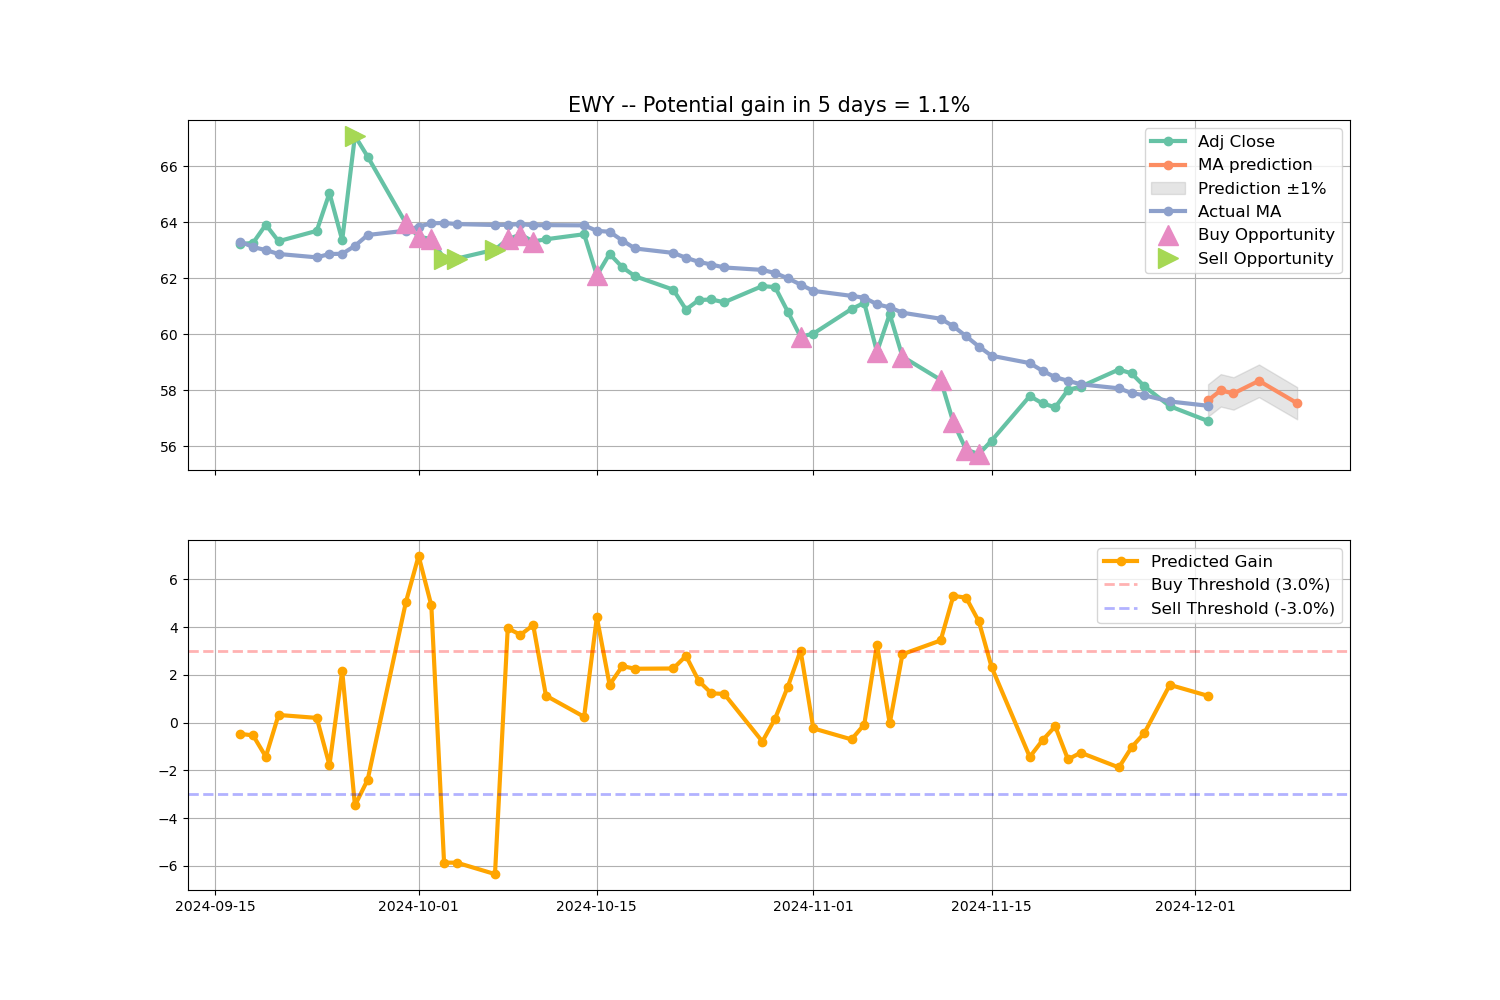 EWY -- Potential gain in 5 days = 1.1%
66
64
62
60
58
56
Adj Close
MA prediction
Prediction ±1%
Actual MA
Buy Opportunity
Sell Opportunity
6
4
2
0
−2
−4
−6
Predicted Gain
Buy Threshold (3.0%)
Sell Threshold (-3.0%)
2024-09-15
2024-10-01
2024-10-15
2024-11-01
2024-11-15
2024-12-01